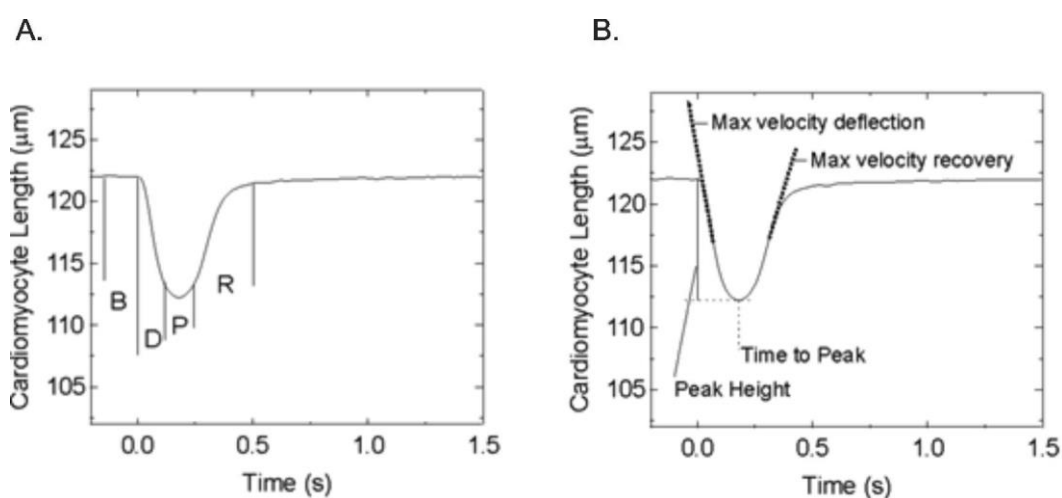 A.
B.
Cardiomyocyte Length (μm)
125
120
115
110
105
B
D
P
R
0.0
0.5
1.0
1.5
Time (s)
Cardiomyocyte Length (μm)
125
120
115
110
105
Max velocity deflection
Max velocity recovery
Time to Peak
Peak Height
0.0
0.5
1.0
1.5
Time (s)